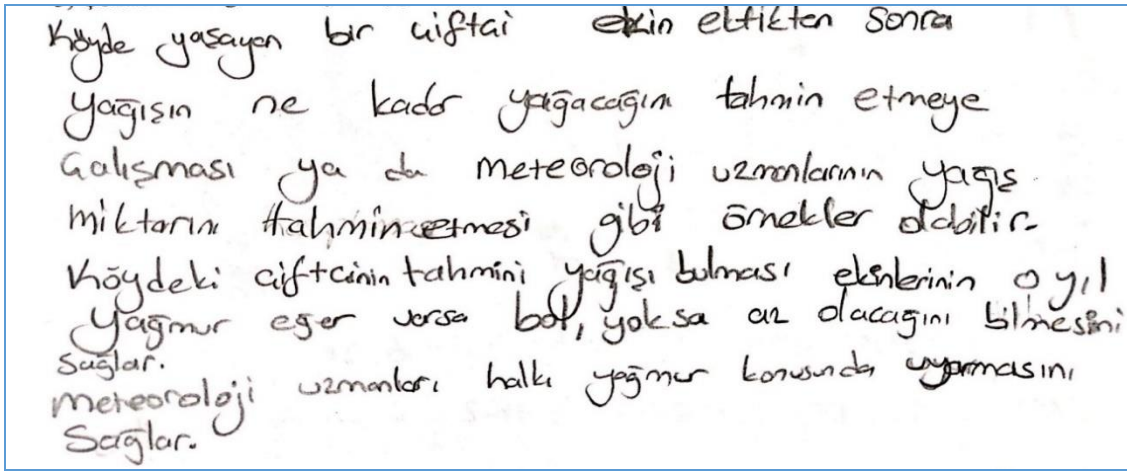 Köyde yaşayan bir çiftçi ekin ektikten sonra
yağışın ne kadar yağacağını tahmin etmeye
Çalışması ya da meteoroloji uzmanlarının yağış
miktarını tahmin etmesi gibi örnekler olabilir.
Köydeki çiftçinin tahmini yağışı bulması ekinlerinin o yıl
yağmur eğer varsa bol, yoksa az olacağını bilmesini
sağlar.
meteoroloji uzmanları halkı yağmur konusunda uyarmasını
Sağlar.